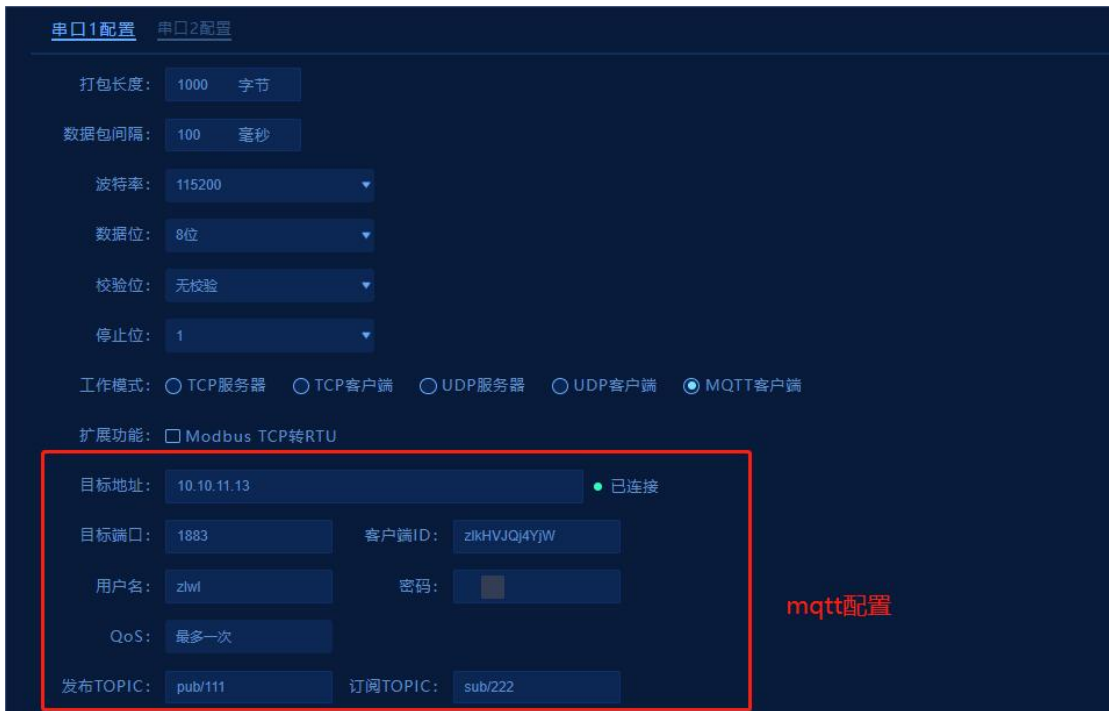 串口1配置 串口2配置
打包长度： 1000 字节
数据包间隔： 100 毫秒
波特率： 115200
数据位： 8位
校验位： 无校验
停止位： 1
工作模式： TCP服务器 TCP客户端 UDP服务器 UDP客户端 MQTT客户端
扩展功能： Modbus TCP转RTU
目标地址： 10.10.11.13 已连接
目标端口： 1883 客户端ID： zlkHVJQj4YjW
用户名： zlwl 密码：
mqtt配置
QoS： 最多一次
发布TOPIC： pub/111 订阅TOPIC： sub/222